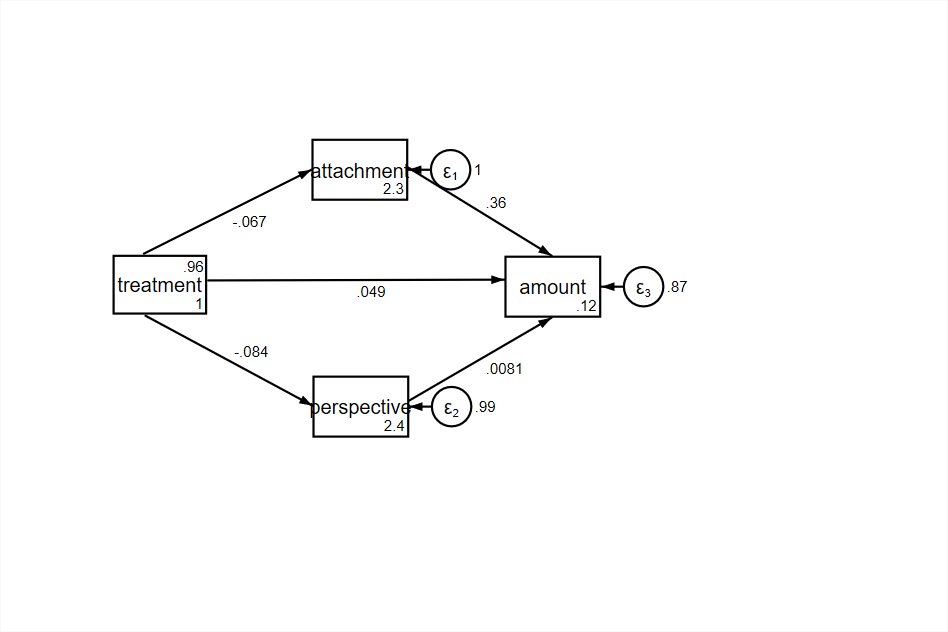 attachment
2.3
ε1
1
-.067
.36
.96
treatment
1
.049
amount
.12
ε3
.87
-.084
.0081
perspective
2.4
ε2
.99